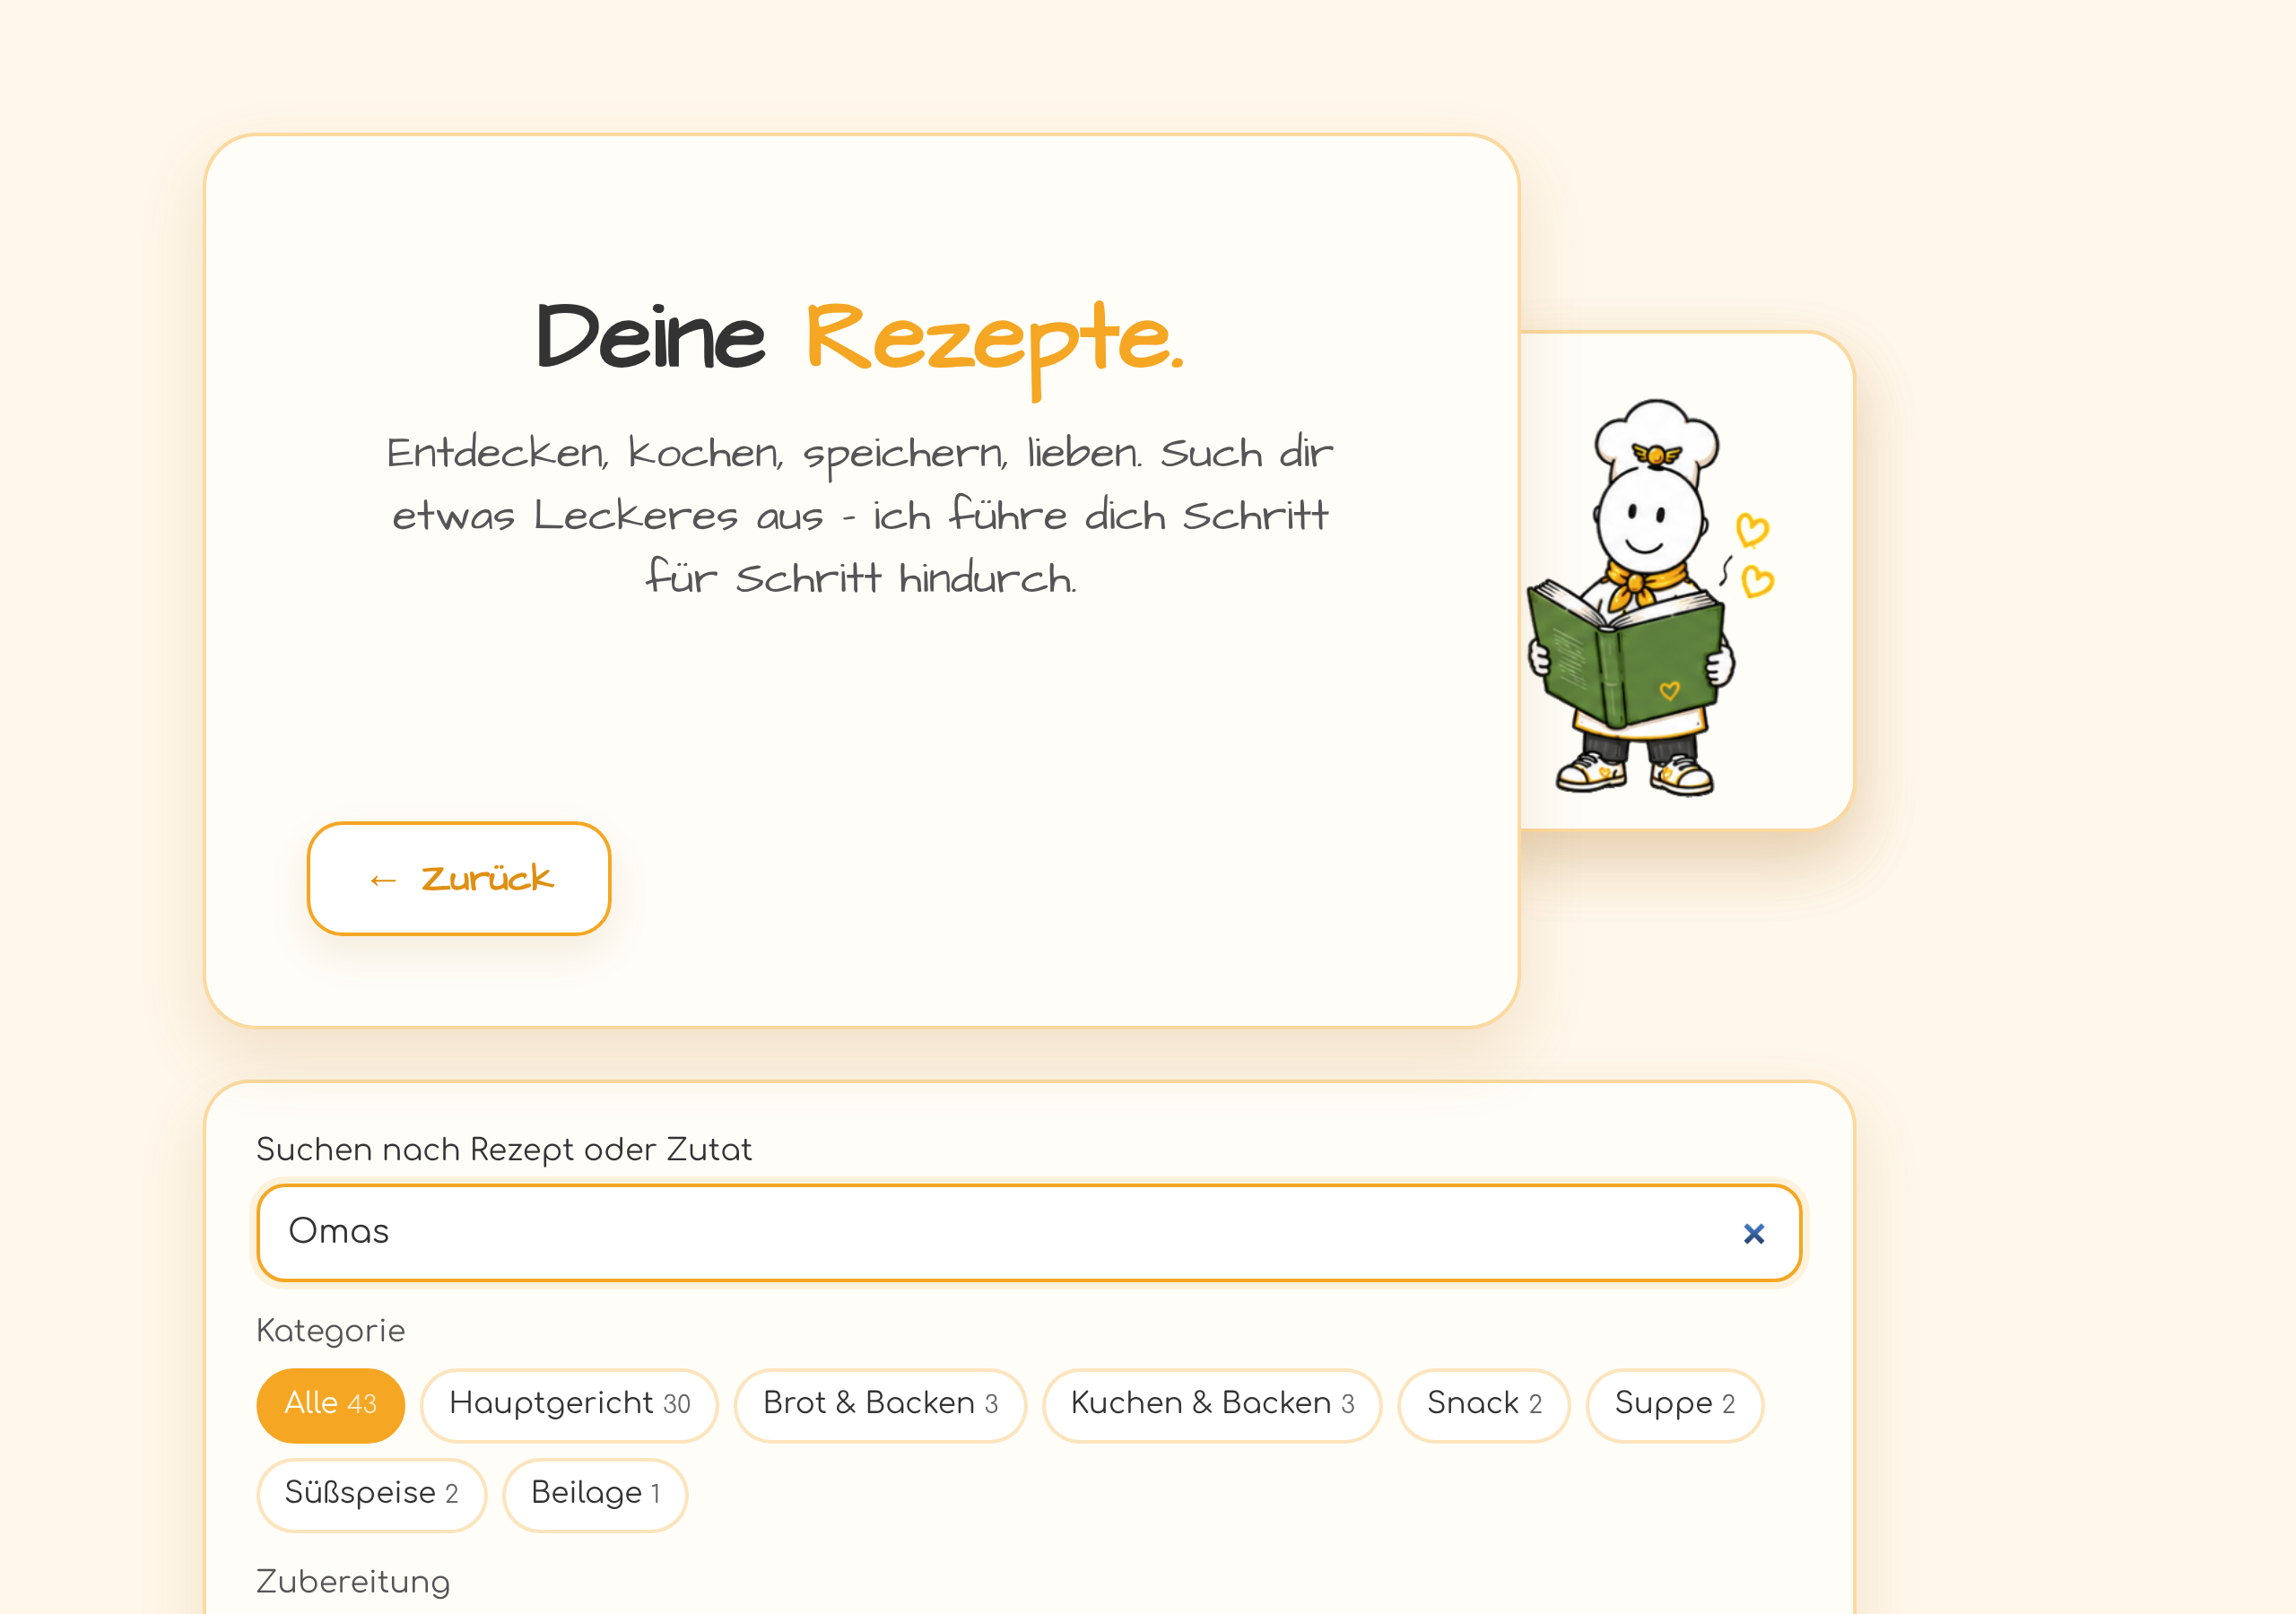 Deine Rezepte.
Entdecken, kochen, speichern, lieben. Such dir
etwas Leckeres aus - ich führe dich Schritt
für Schritt hindurch.
← Zurück
Suchen nach Rezept oder Zutat
Omas
Kategorie
Alle 43 Hauptgericht 30 Brot & Backen 3 Kuchen & Backen 3 Snack 2 Suppe 2
Süßspeise 2 Beilage 1
Zubereitung